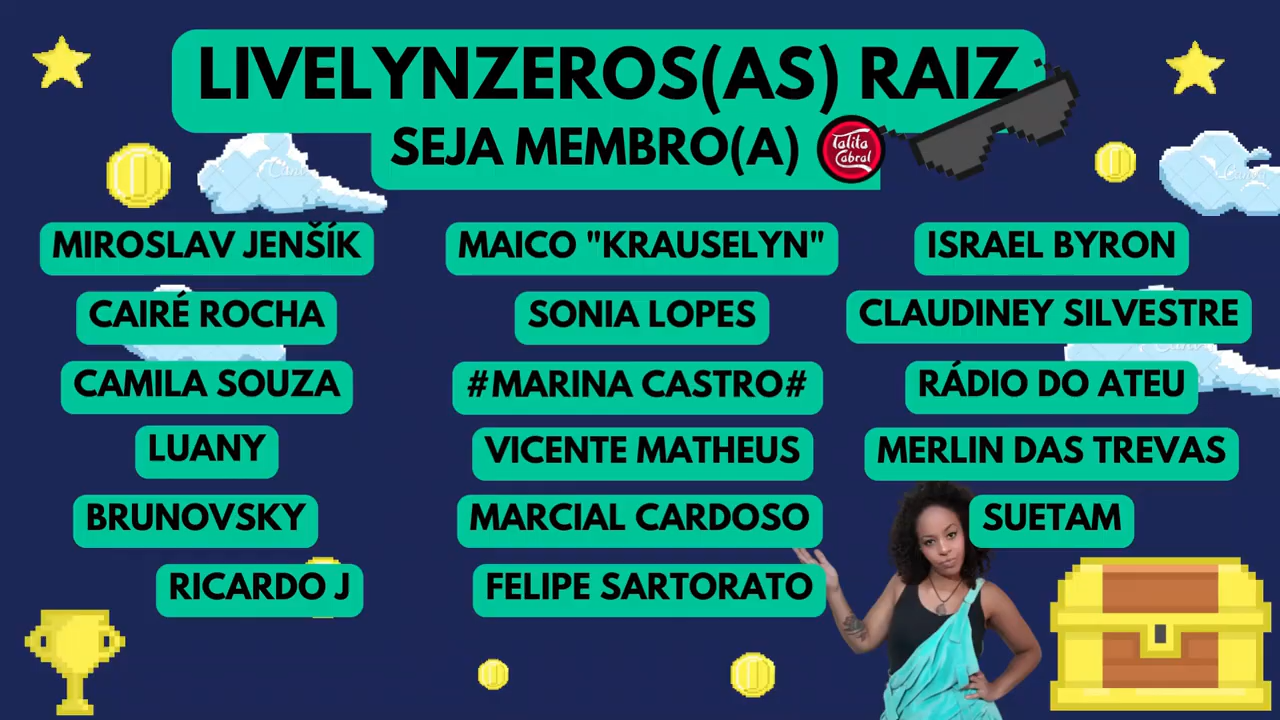 LIVELYNZEROS(AS) RAIZ
SEJA MEMBRO(A)
Talita
Cabral
MIROSLAV JENŠÍK
CAIRÉ ROCHA
CAMILA SOUZA
LUANY
BRUNOVSKY
RICARDO J
MAICO "KRAUSELYN"
SONIA LOPES
#MARINA CASTRO#
VICENTE MATHEUS
MARCIAL CARDOSO
FELIPE SARTORATO
ISRAEL BYRON
CLAUDINEY SILVESTRE
RÁDIO DO ATEU
MERLIN DAS TREVAS
SUETAM